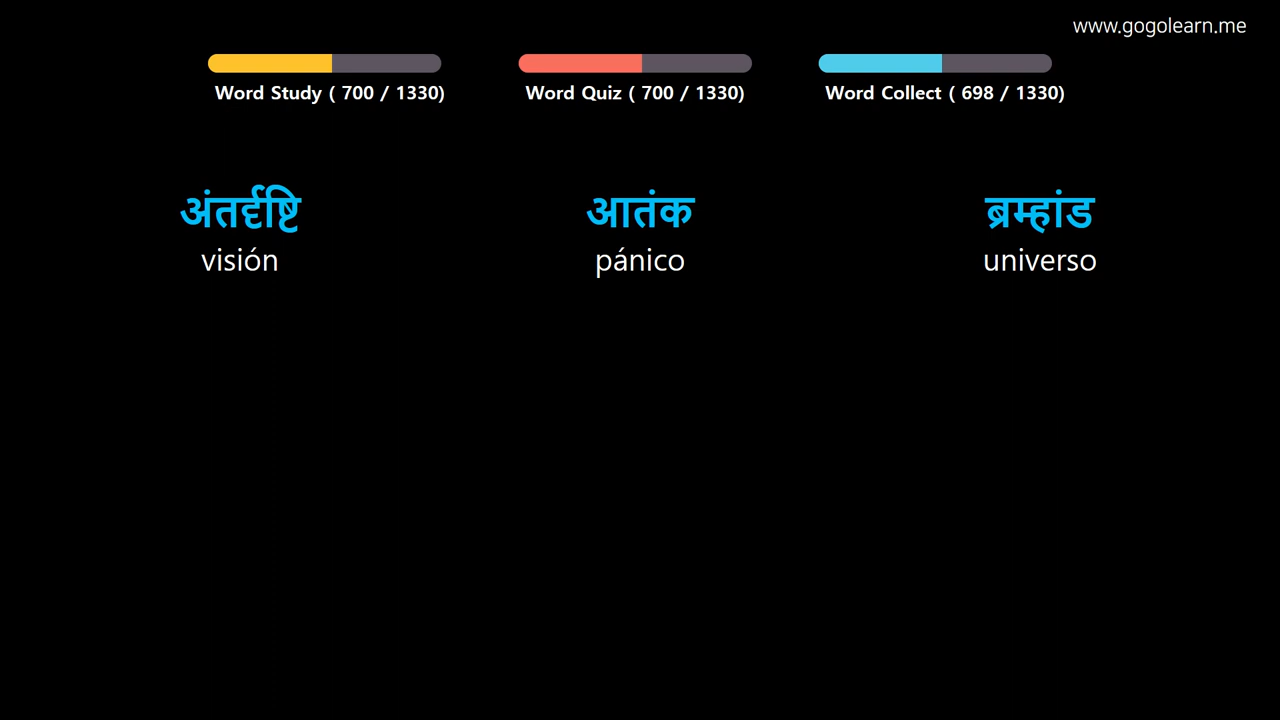 www.gogolearn.me
Word Study ( 700 / 1330)
Word Quiz ( 700 / 1330)
Word Collect ( 698 / 1330)
अंतर्दृष्टि
आतंक
ब्रम्हांड
visión
pánico
universo